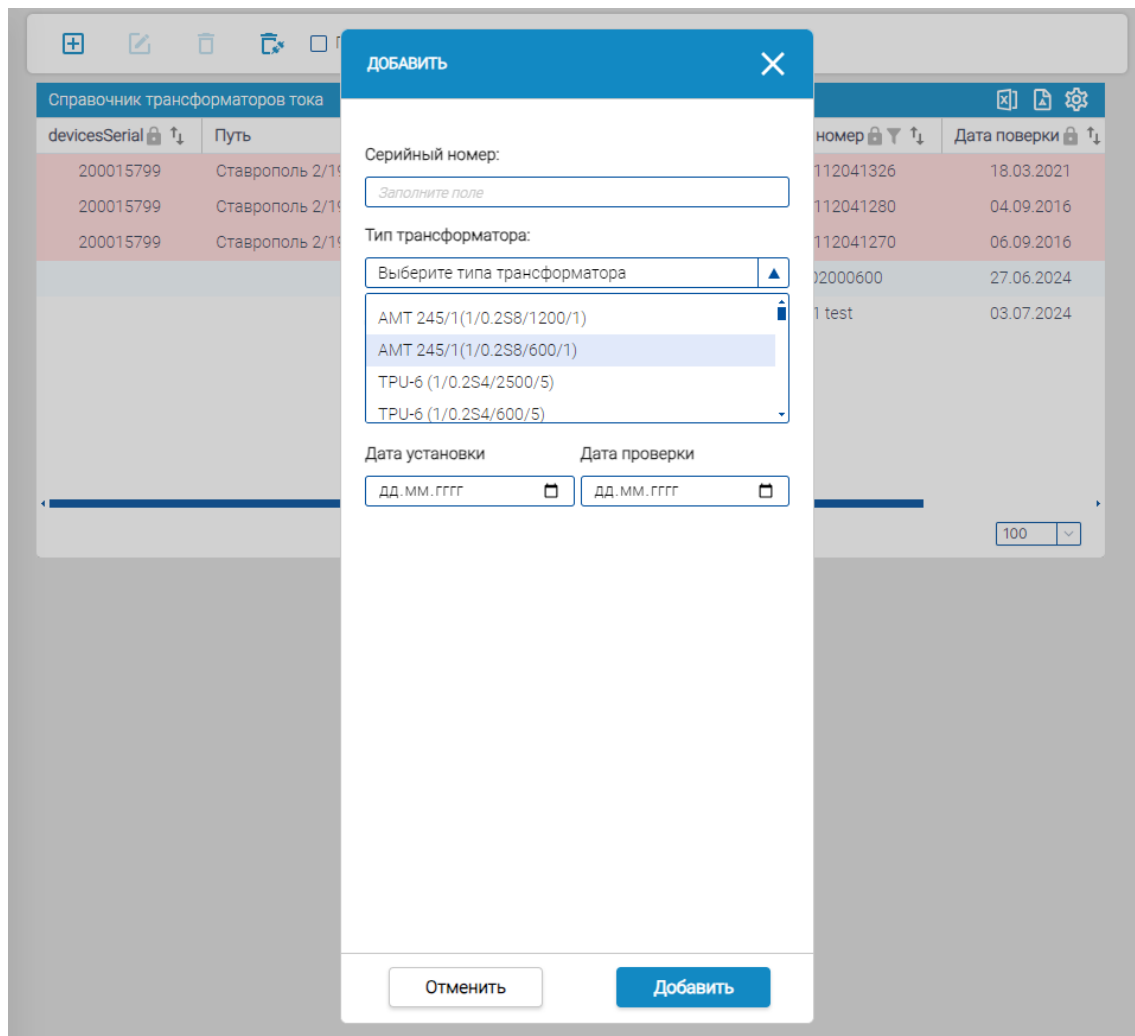 ДОБАВИТЬ
Справочник трансформаторов тока
devicesSerial Путь номер Дата поверки
200015799 Ставрополь 2/19 112041326 18.03.2021
200015799 Ставрополь 2/19 112041280 04.09.2016
200015799 Ставрополь 2/19 112041270 06.09.2016
02000600 27.06.2024
1 test 03.07.2024
Серийный номер:
Заполните поле
Тип трансформатора:
Выберите типа трансформатора
AMT 245/1(1/0.2S8/1200/1)
AMT 245/1(1/0.2S8/600/1)
TPU-6 (1/0.2S4/2500/5)
TPU-6 (1/0.2S4/600/5)
Дата установки Дата проверки
дд.мм.гггг дд.мм.гггг
100
Отменить Добавить